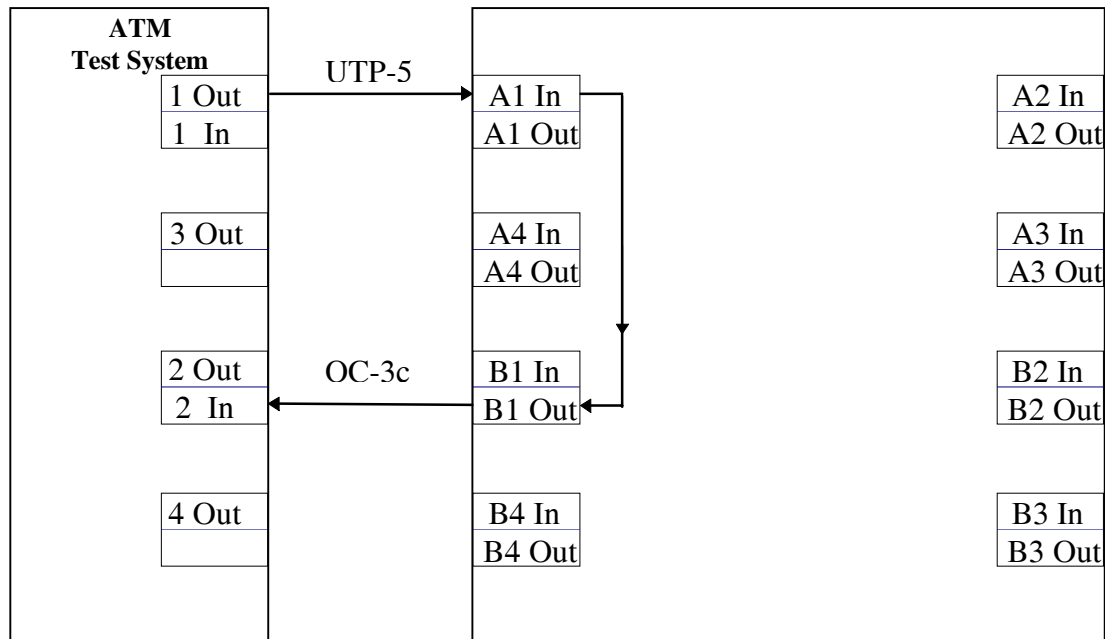 ATM
Test System
UTP-5
1 Out
A1 In
A2 In
1 In
A1 Out
A2 Out
3 Out
A4 In
A3 In
A4 Out
A3 Out
2 Out
OC-3c
B1 In
B2 In
2 In
B1 Out
B2 Out
4 Out
B4 In
B3 In
B4 Out
B3 Out